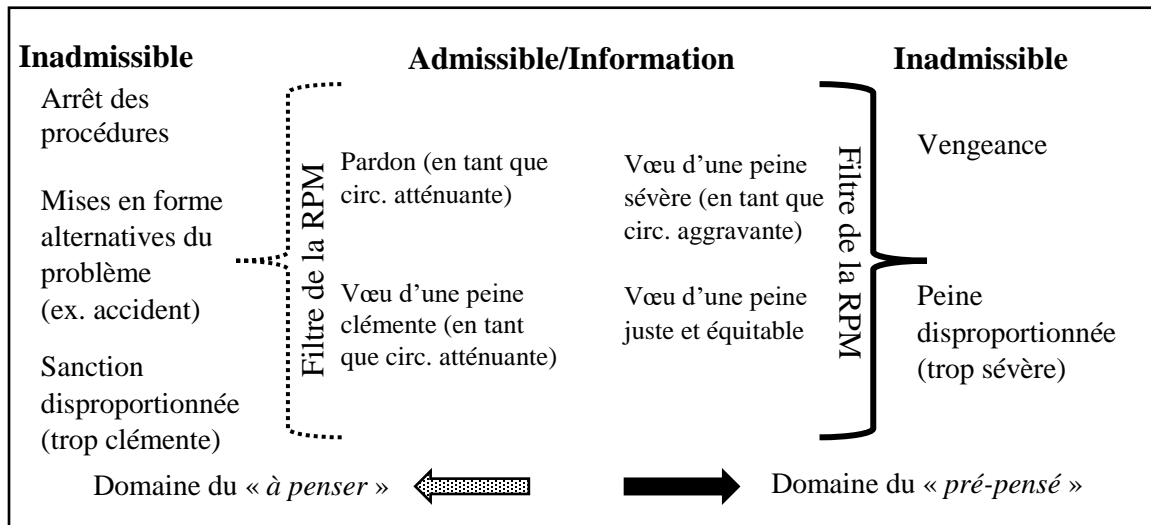 Inadmissible
Admissible/Information
Inadmissible
Arrêt des
procédures
Mises en forme
alternatives du
problème
(ex. accident)
Sanction
disproportionnée
(trop clémente)
Filtre de la RPM
Pardon (en tant que
circ. atténuante)
Vœu d’une peine
clémente (en tant
que circ. atténuante)
Vœu d’une peine
sévère (en tant que
circ. aggravante)
Vœu d’une peine
juste et équitable
Filtre de la RPM
Vengeance
Peine
disproportionnée
(trop sévère)
Domaine du « à penser »
Domaine du « pré-pensé »